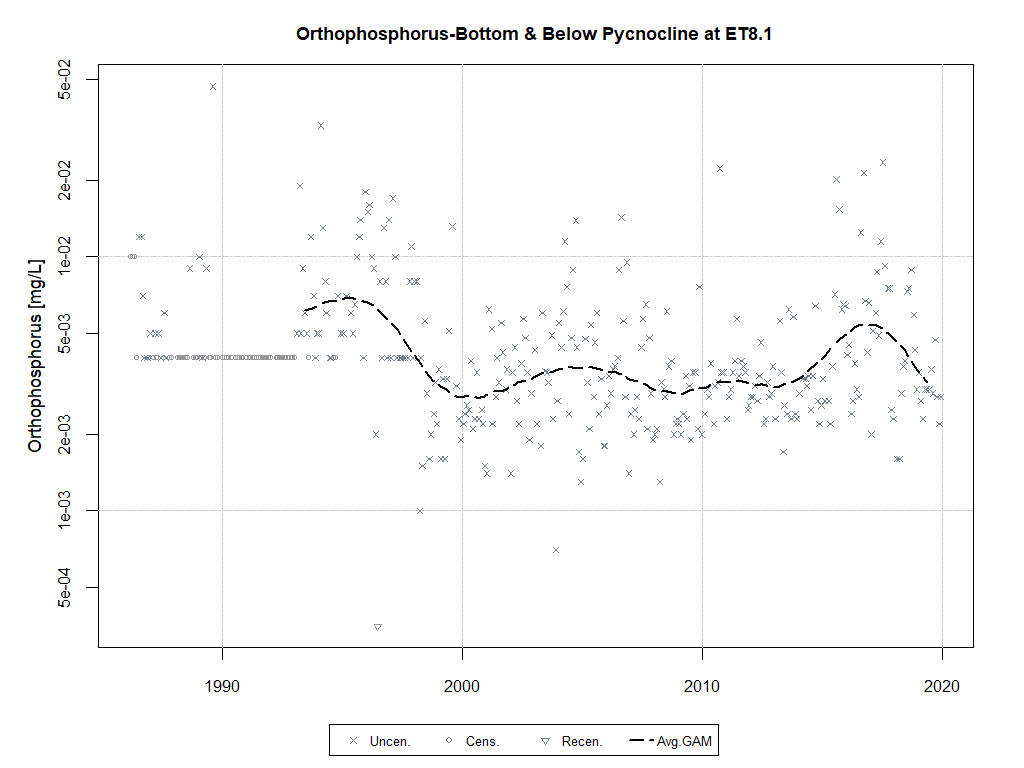 Orthophosphorus-Bottom & Below Pycnocline at ET8.1
Orthophosphorus [mg/L]
5e-02
2e-02
1e-02
5e-03
2e-03
1e-03
5e-04
1990 2000 2010 2020
Uncen. Cens. Recen. Avg.GAM